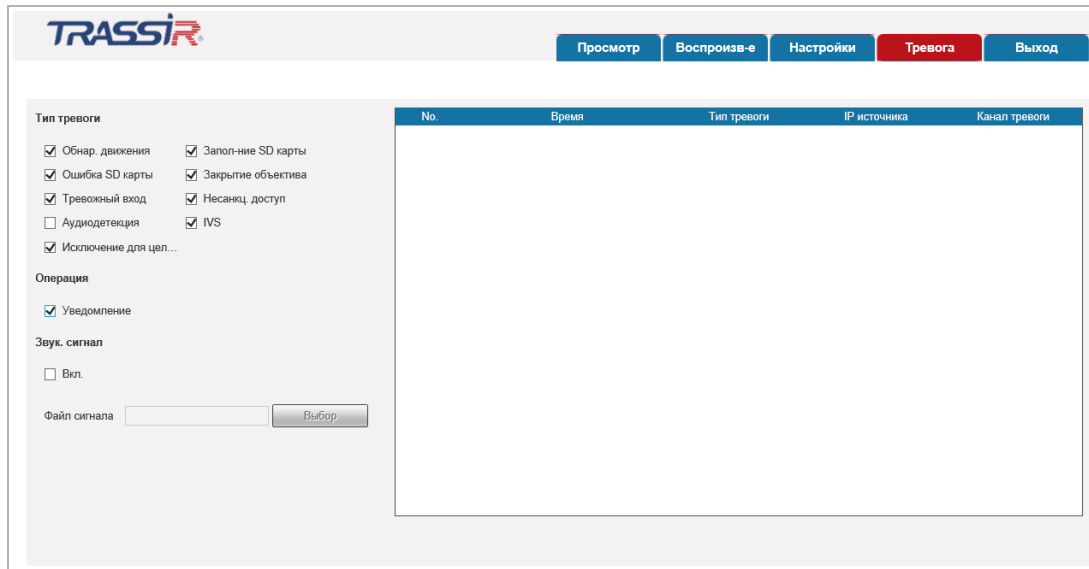 TRASSIR
Просмотр Воспроизв-е Настройки Тревога Выход
Тип тревоги
Обнар. движения Запол-ние SD карты
Ошибка SD карты Закрытие объектива
Тревожный вход Несанкц. доступ
Аудиодетекция IVS
Исключение для цел...
Операция
Уведомление
Звук. сигнал
Вкл.
Файл сигнала Выбор
No. Время Тип тревоги IP источника Канал тревоги